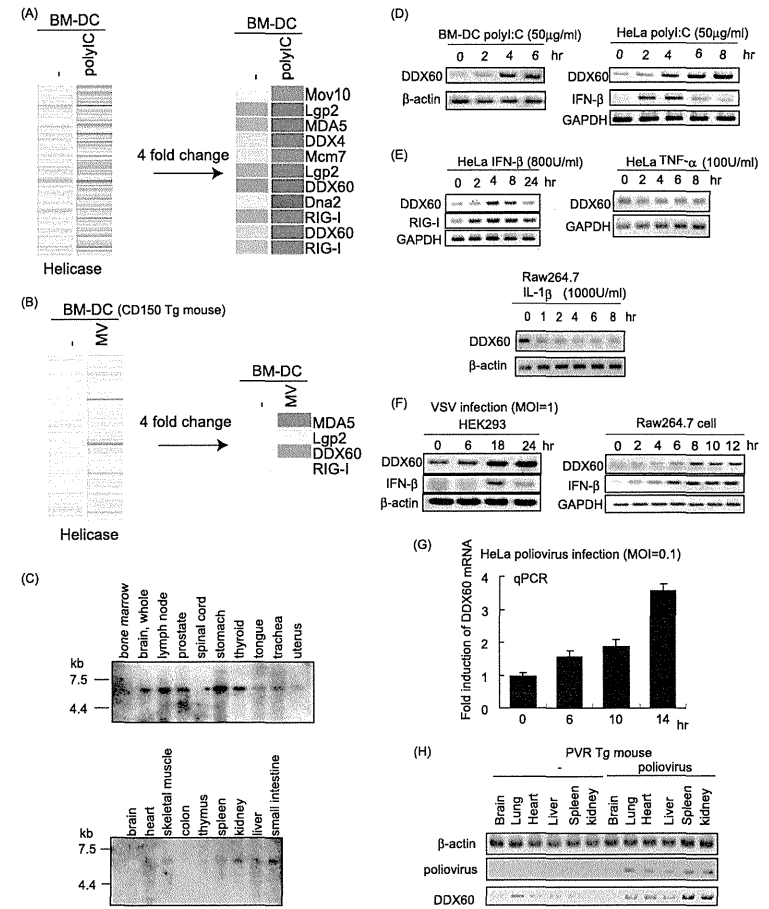 (A)
BM-DC
- polyIC
Helicase
4 fold change
BM-DC
- polyIC
Mov10
Lgp2
MDA5
DDX4
Mcm7
Lgp2
DDX60
Dna2
RIG-I
DDX60
RIG-I
(B)
BM-DC (CD150 Tg mouse)
- MV
Helicase
4 fold change
BM-DC
- MV
MDA5
Lgp2
DDX60
RIG-I
(C)
bone marrow
brain, whole
lymph node
prostate
spinal cord
stomach
thyroid
tongue
trachea
uterus
kb
7.5
4.4
brain
heart
skeletal muscle
colon
thymus
spleen
kidney
liver
small intestine
kb
7.5
4.4
(D)
BM-DC polyI:C (50μg/ml)
0 2 4 6 hr
DDX60
β-actin
HeLa polyI:C (50μg/ml)
0 2 4 6 8 hr
DDX60
IFN-β
GAPDH
(E)
HeLa IFN-β (800U/ml)
0 2 4 8 24 hr
DDX60
RIG-I
GAPDH
HeLa TNF-α (100U/ml)
0 2 4 6 8 hr
DDX60
GAPDH
Raw264.7
IL-1β (1000U/ml)
0 1 2 4 6 8 hr
DDX60
β-actin
(F)
VSV infection (MOI=1)
HEK293
0 6 18 24 hr
DDX60
IFN-β
β-actin
Raw264.7 cell
0 2 4 6 8 10 12 hr
DDX60
IFN-β
GAPDH
(G)
HeLa poliovirus infection (MOI=0.1)
qPCR
Fold induction of DDX60 mRNA
4
3
2
1
0
0 6 10 14 hr
(H)
PVR Tg mouse
- poliovirus
Brain Lung Heart Liver Spleen kidney Brain Lung Heart Liver Spleen kidney
β-actin
poliovirus
DDX60